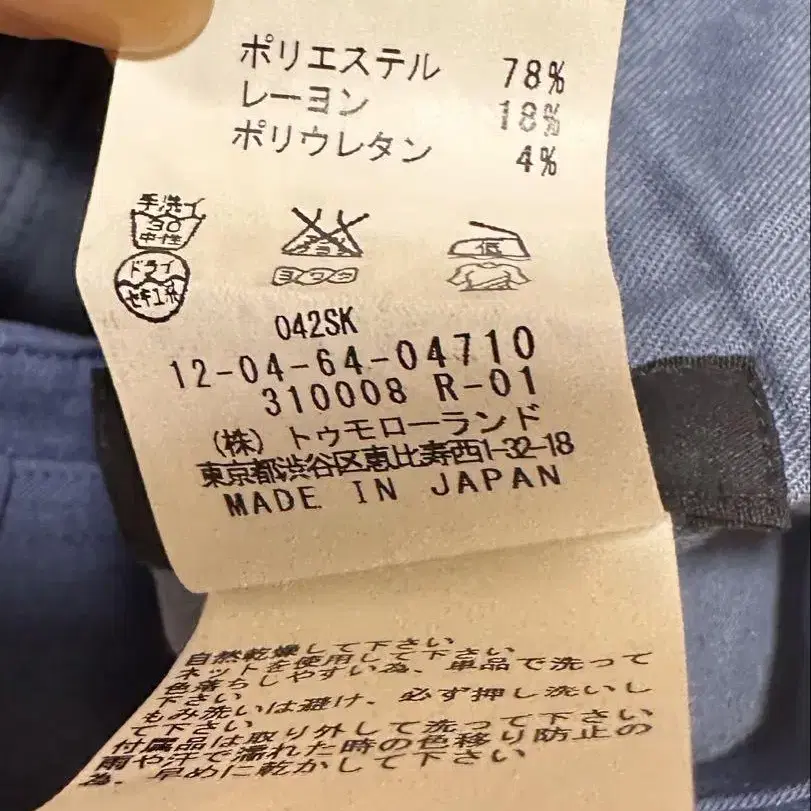 ポリエステル 78%
レーヨン 18%
ポリウレタン 4%
手洗イ
30
中性
ヨワク
低
ドライ
セキユ系
042SK
12-04-64-04710
310008 R-01
(株) トゥモローランド
東京都渋谷区恵比寿西1-32-18
MADE IN JAPAN
自然乾燥して下さい
ネットを使用して下さい
色落ちしやすい為、単品で洗って
下さい
もみ洗いは避け、必ず押し洗いし
て下さい
付属品は取り外して洗って下さい
雨や汗で濡れた時の色移り防止の
為、早めに乾かして下さい